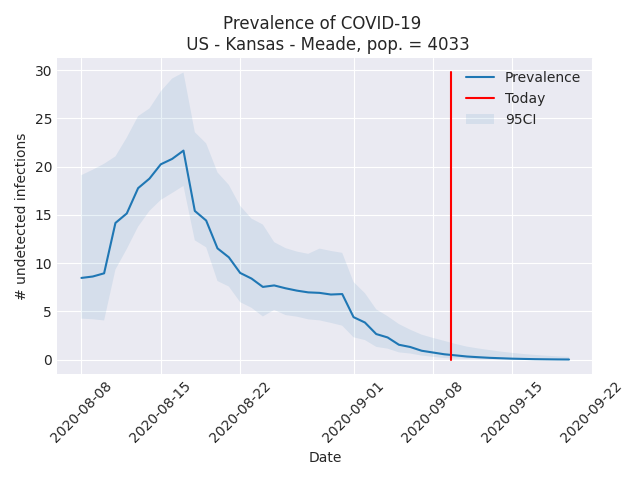 Prevalence of COVID-19
US - Kansas - Meade, pop. = 4033
30
25
20
15
10
5
0
# undetected infections
Prevalence
Today
95CI
2020-08-08
2020-08-15
2020-08-22
2020-09-01
2020-09-08
2020-09-15
2020-09-22
Date